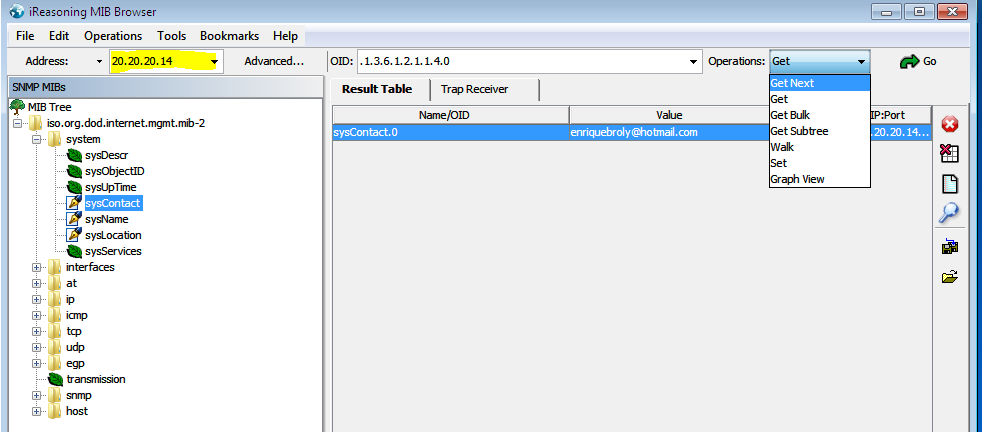 iReasoning MIB Browser
File Edit Operations Tools Bookmarks Help
Address: 20.20.20.14 Advanced... OID: .1.3.6.1.2.1.1.4.0 Operations: Get Go
SNMP MIBs
MIB Tree
iso.org.dod.internet.mgmt.mib-2
system
sysDescr
sysObjectID
sysUpTime
sysContact
sysName
sysLocation
sysServices
interfaces
at
ip
icmp
tcp
udp
egp
transmission
snmp
host
Result Table Trap Receiver
Name/OID Value IP:Port
sysContact.0 enriquebroly@hotmail.com .20.20.14...
Get Next
Get
Get Bulk
Get Subtree
Walk
Set
Graph View